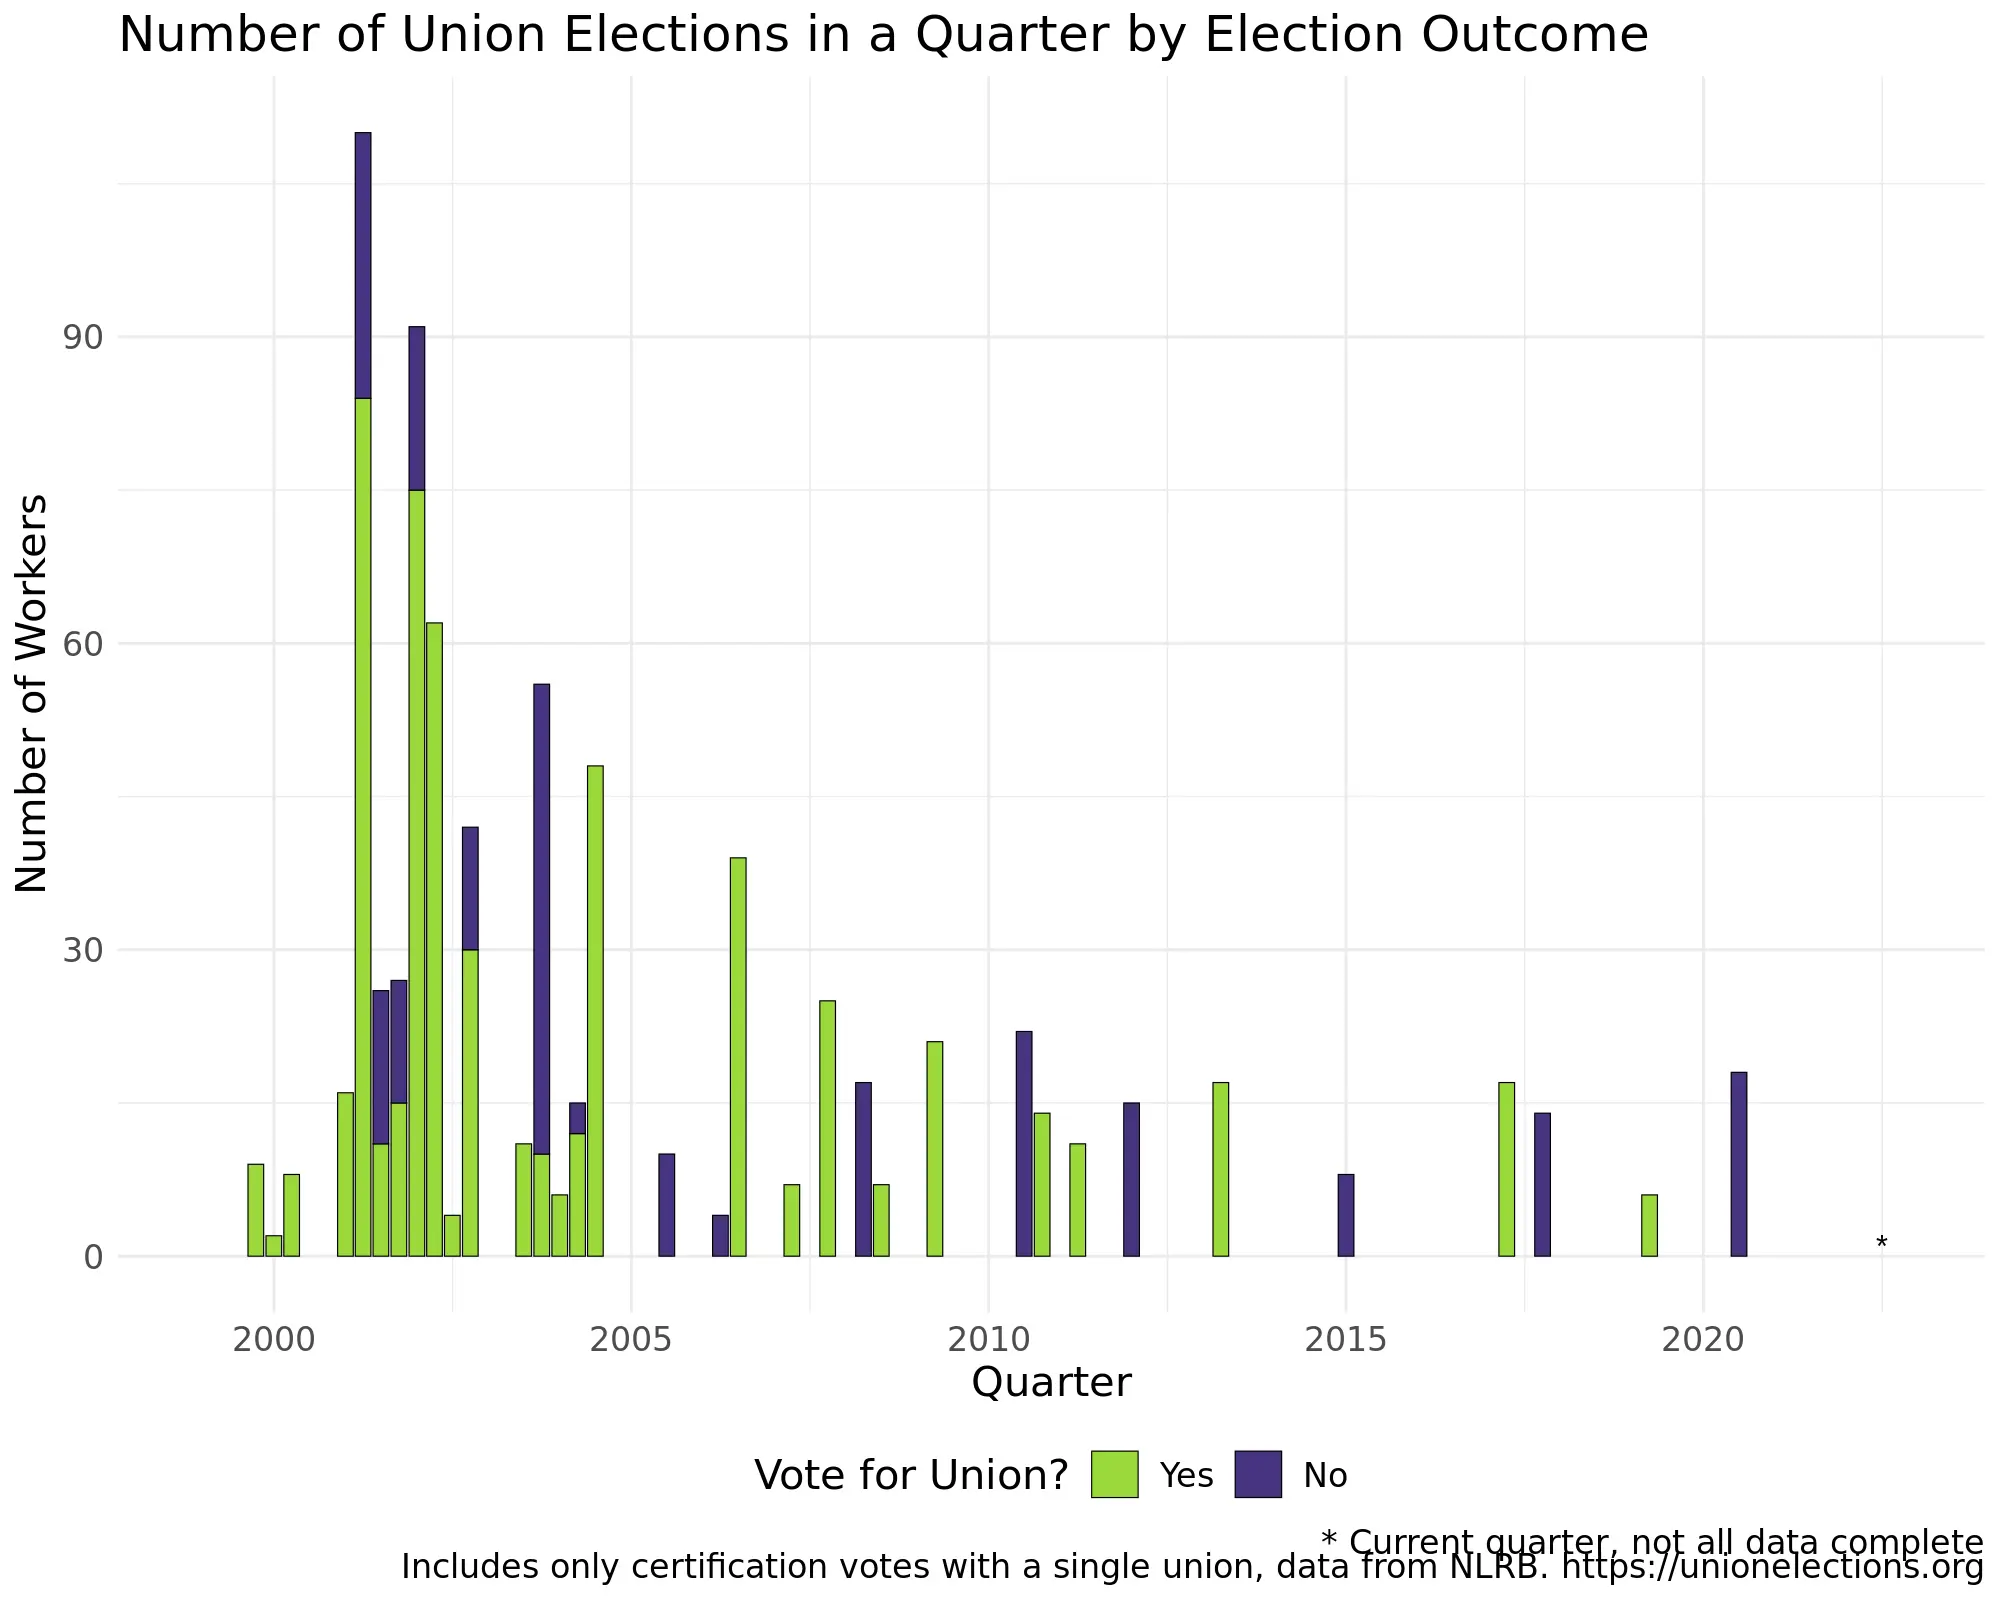 Number of Union Elections in a Quarter by Election Outcome
Number of Workers
90
60
30
0
*
2000 2005 2010 2015 2020
Quarter
Vote for Union? Yes No
* Current quarter, not all data complete
Includes only certification votes with a single union, data from NLRB. https://unionelections.org